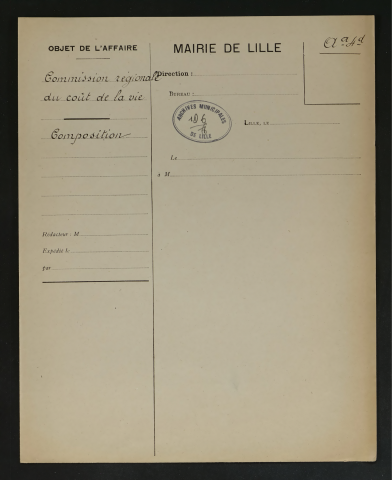 OBJET DE L'AFFAIRE
Commission régionale
du coût de la vie
Composition
Rédacteur : M
Expédié le
par
MAIRIE DE LILLE
Direction :
BUREAU :
ARCHIVES MUNICIPALES
DE LILLE
LILLE, LE
Le
à M